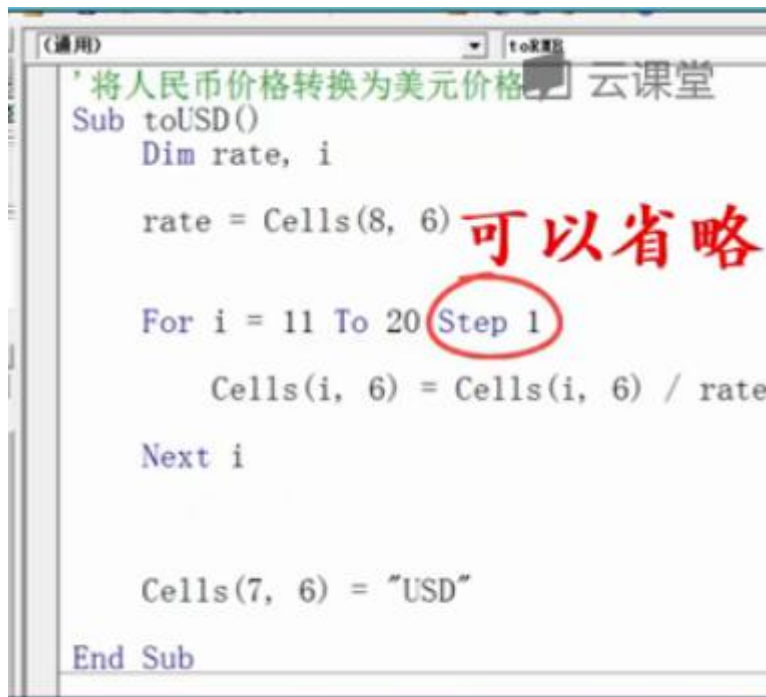 (通用)
toRMB
'将人民币价格转换为美元价格
云课堂
Sub toUSD()
Dim rate, i
rate = Cells(8, 6)
可以省略
For i = 11 To 20 Step 1
Cells(i, 6) = Cells(i, 6) / rate
Next i
Cells(7, 6) = "USD"
End Sub